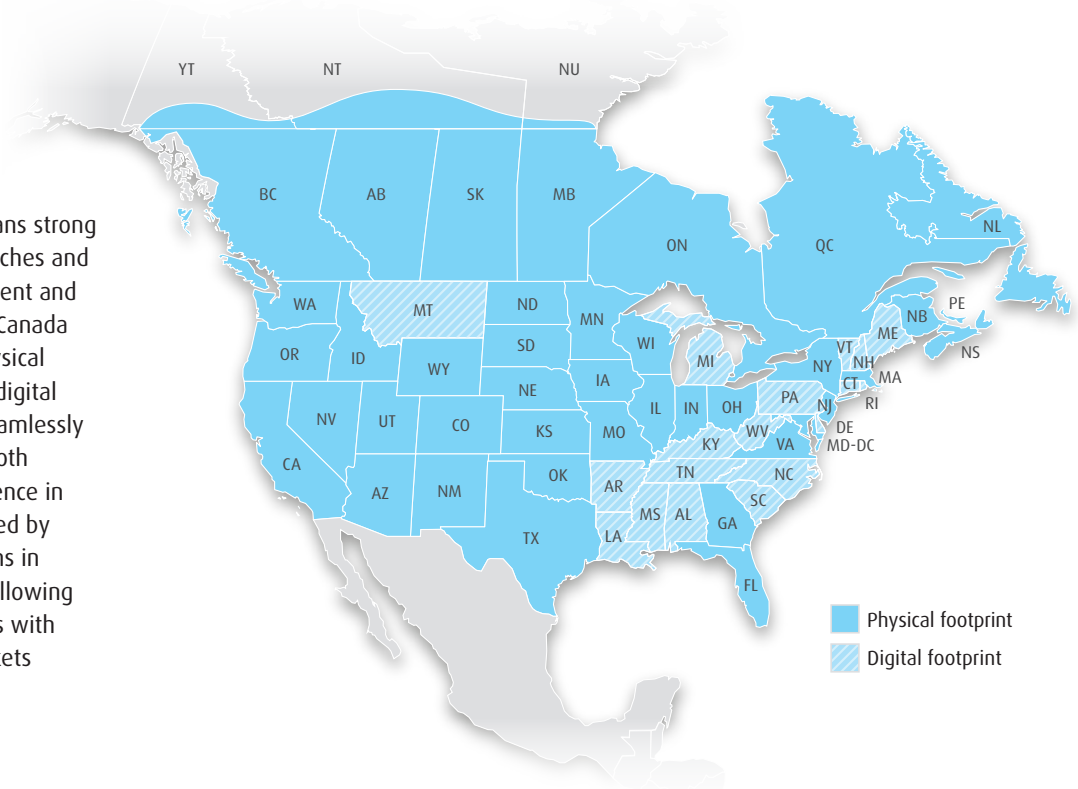 ans strong
ches and
ent and
Canada
ysical
digital
eamlessly
oth
ence in
ed by
ns in
llowing
s with
kets
YT
NT
NU
BC
AB
SK
MB
ON
QC
NL
PE
NB
NS
WA
MT
ND
MN
OR
ID
SD
WI
MI
ME
VT
NH
NY
MA
WY
NE
IA
CT
RI
PA
NJ
NV
UT
CO
KS
MO
IL
IN
OH
DE
WV
VA
MD-DC
KY
CA
AZ
NM
OK
AR
TN
NC
SC
TX
LA
MS
AL
GA
FL
Physical footprint
Digital footprint